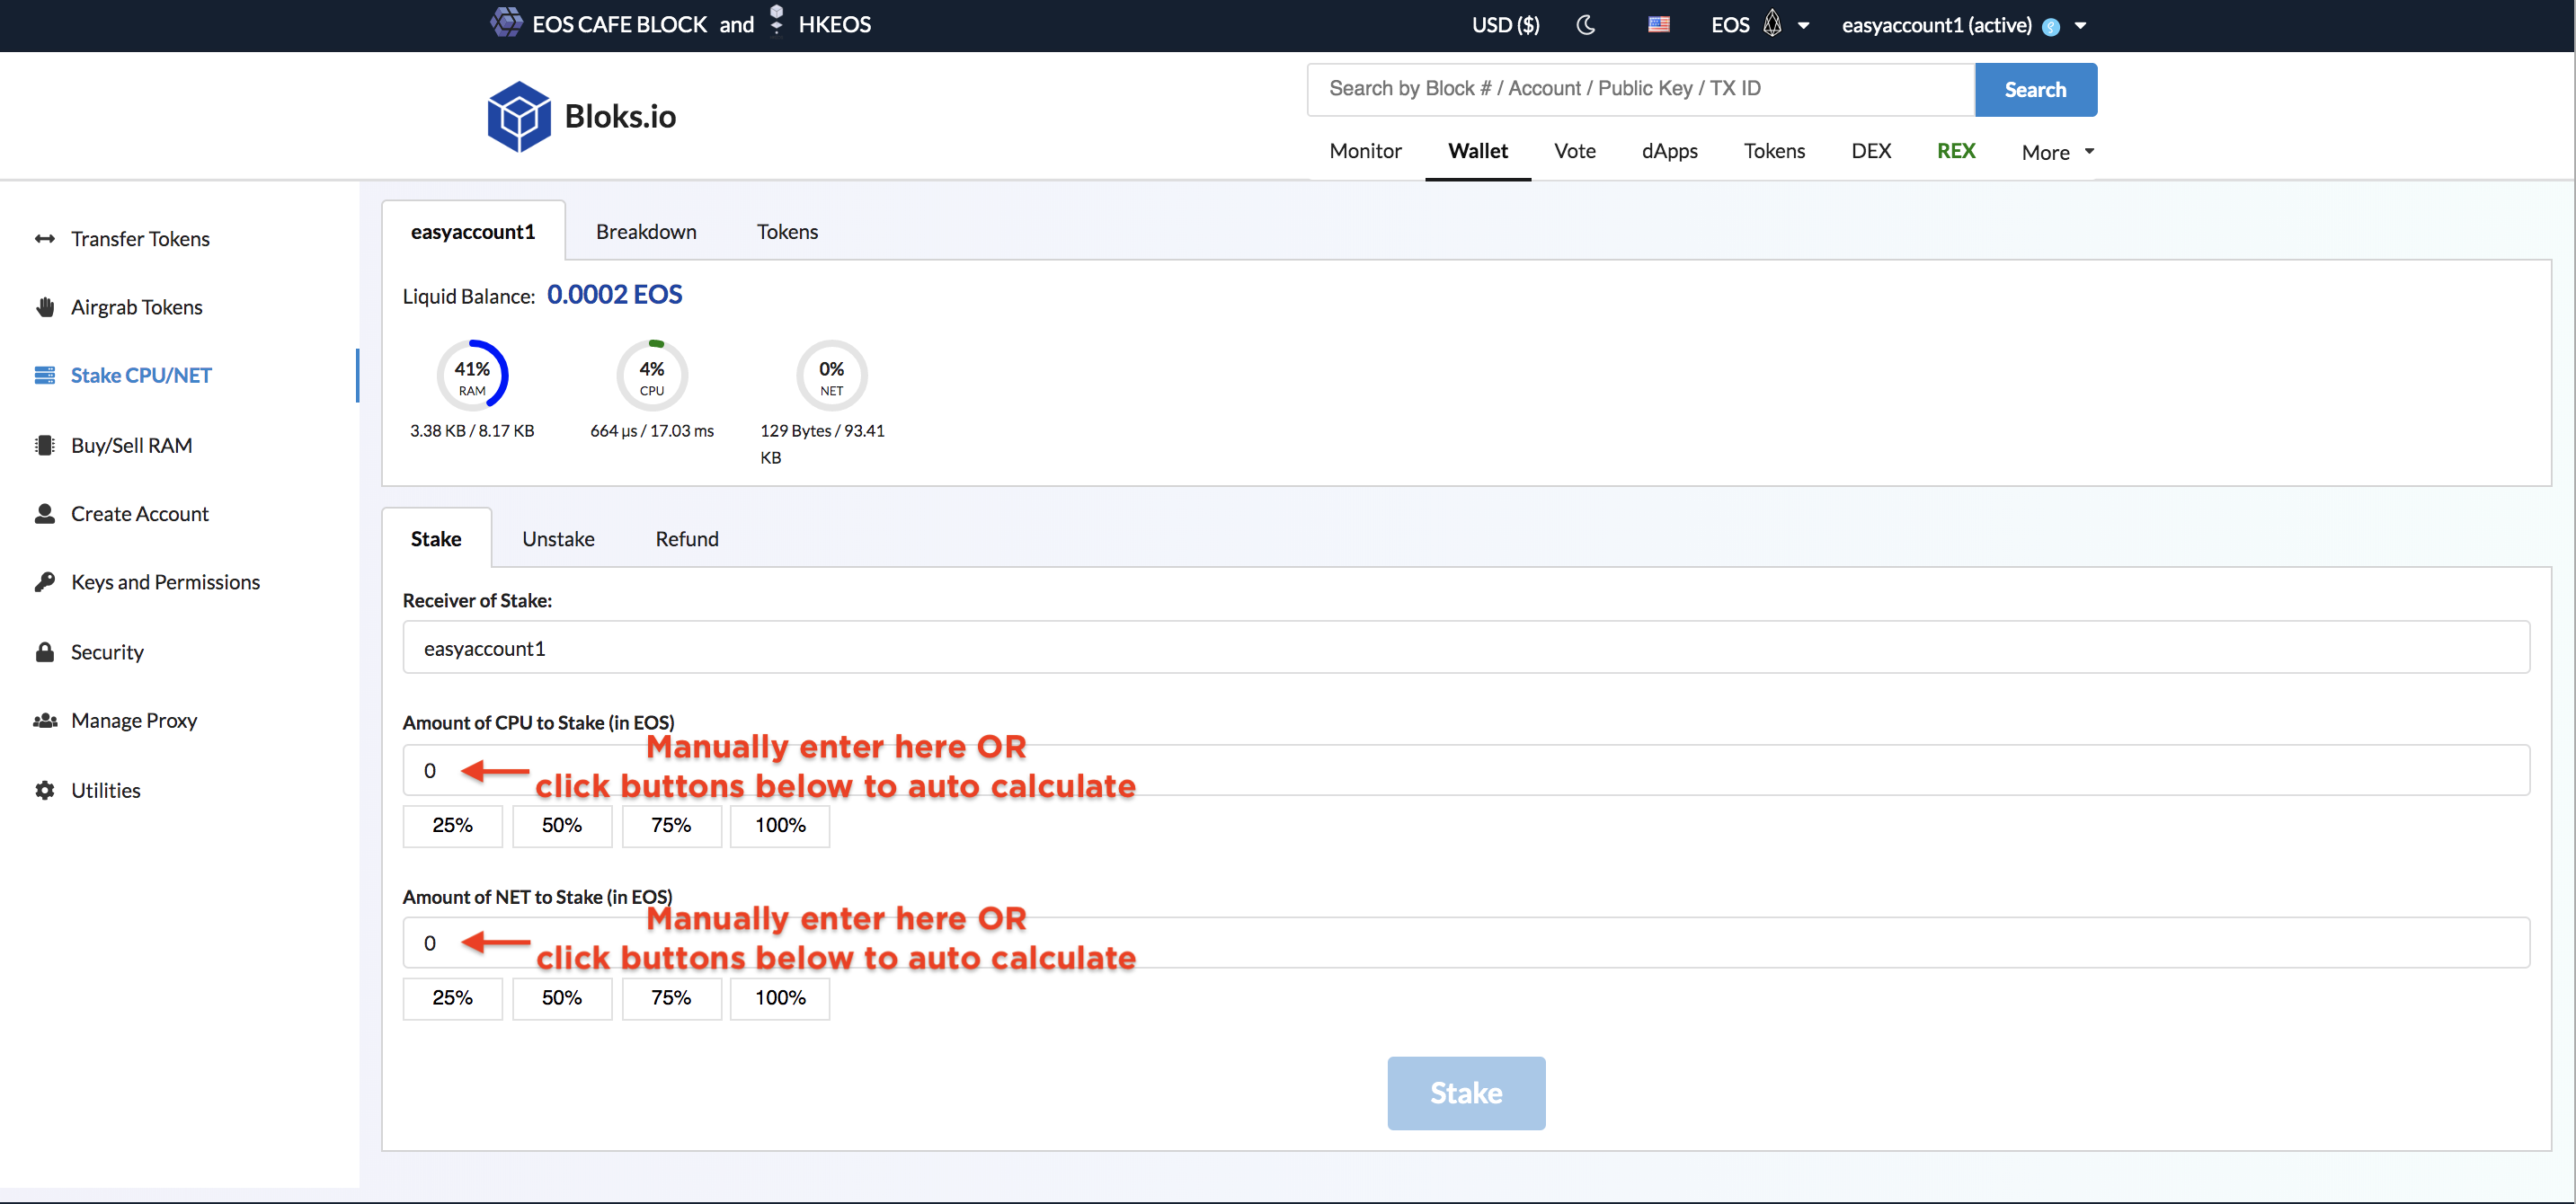 EOS CAFE BLOCK and HKEOS
USD ($)
EOS
easyaccount1 (active)
Bloks.io
Search by Block # / Account / Public Key / TX ID
Search
Monitor
Wallet
Vote
dApps
Tokens
DEX
REX
More
Transfer Tokens
Airgrab Tokens
Stake CPU/NET
Buy/Sell RAM
Create Account
Keys and Permissions
Security
Manage Proxy
Utilities
easyaccount1
Breakdown
Tokens
Liquid Balance: 0.0002 EOS
41%
RAM
3.38 KB / 8.17 KB
4%
CPU
664 µs / 17.03 ms
0%
NET
129 Bytes / 93.41
KB
Stake
Unstake
Refund
Receiver of Stake:
easyaccount1
Amount of CPU to Stake (in EOS)
0
Manually enter here OR
click buttons below to auto calculate
25%
50%
75%
100%
Amount of NET to Stake (in EOS)
0
Manually enter here OR
click buttons below to auto calculate
25%
50%
75%
100%
Stake